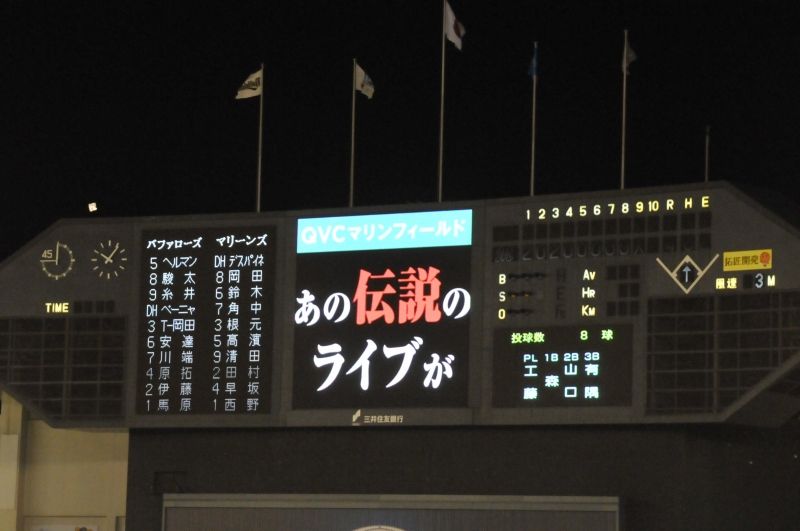 QVCマリンフィールド
あの伝説の
ライブが
バファローズ マリーンズ
5 ヘルマン DH デスパイネ
8 駿太 8 岡田
9 糸井 6 鈴木
DH ペーニャ 7 角中
3 T-岡田 3 根元
6 安達 5 高濱
7 川端 9 清田
4 原拓 2 田村
2 伊藤 4 早坂
1 馬原 1 西野
45
TIME
1 2 3 4 5 6 7 8 9 10 R H E
B AV
S HR
O KM
投球数 8 球
PL 1B 2B 3B
工藤 森 山口 有隅
拓匠開発
風速 3 M
三井住友銀行